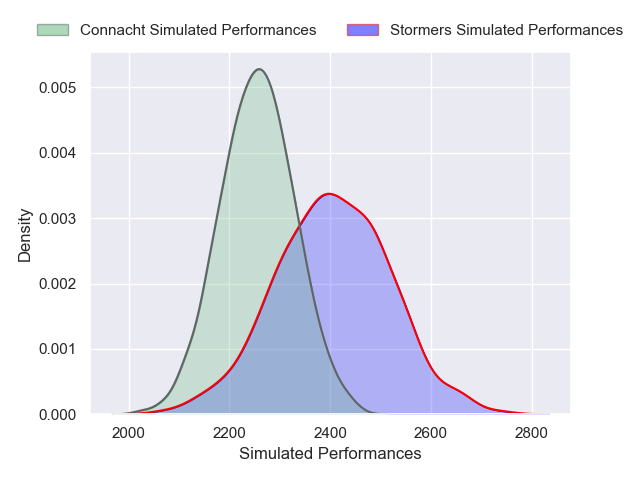 Connacht Simulated Performances Stormers Simulated Performances
0.005
0.004
0.003
0.002
0.001
0.000
Density
2000 2200 2400 2600 2800
Simulated Performances